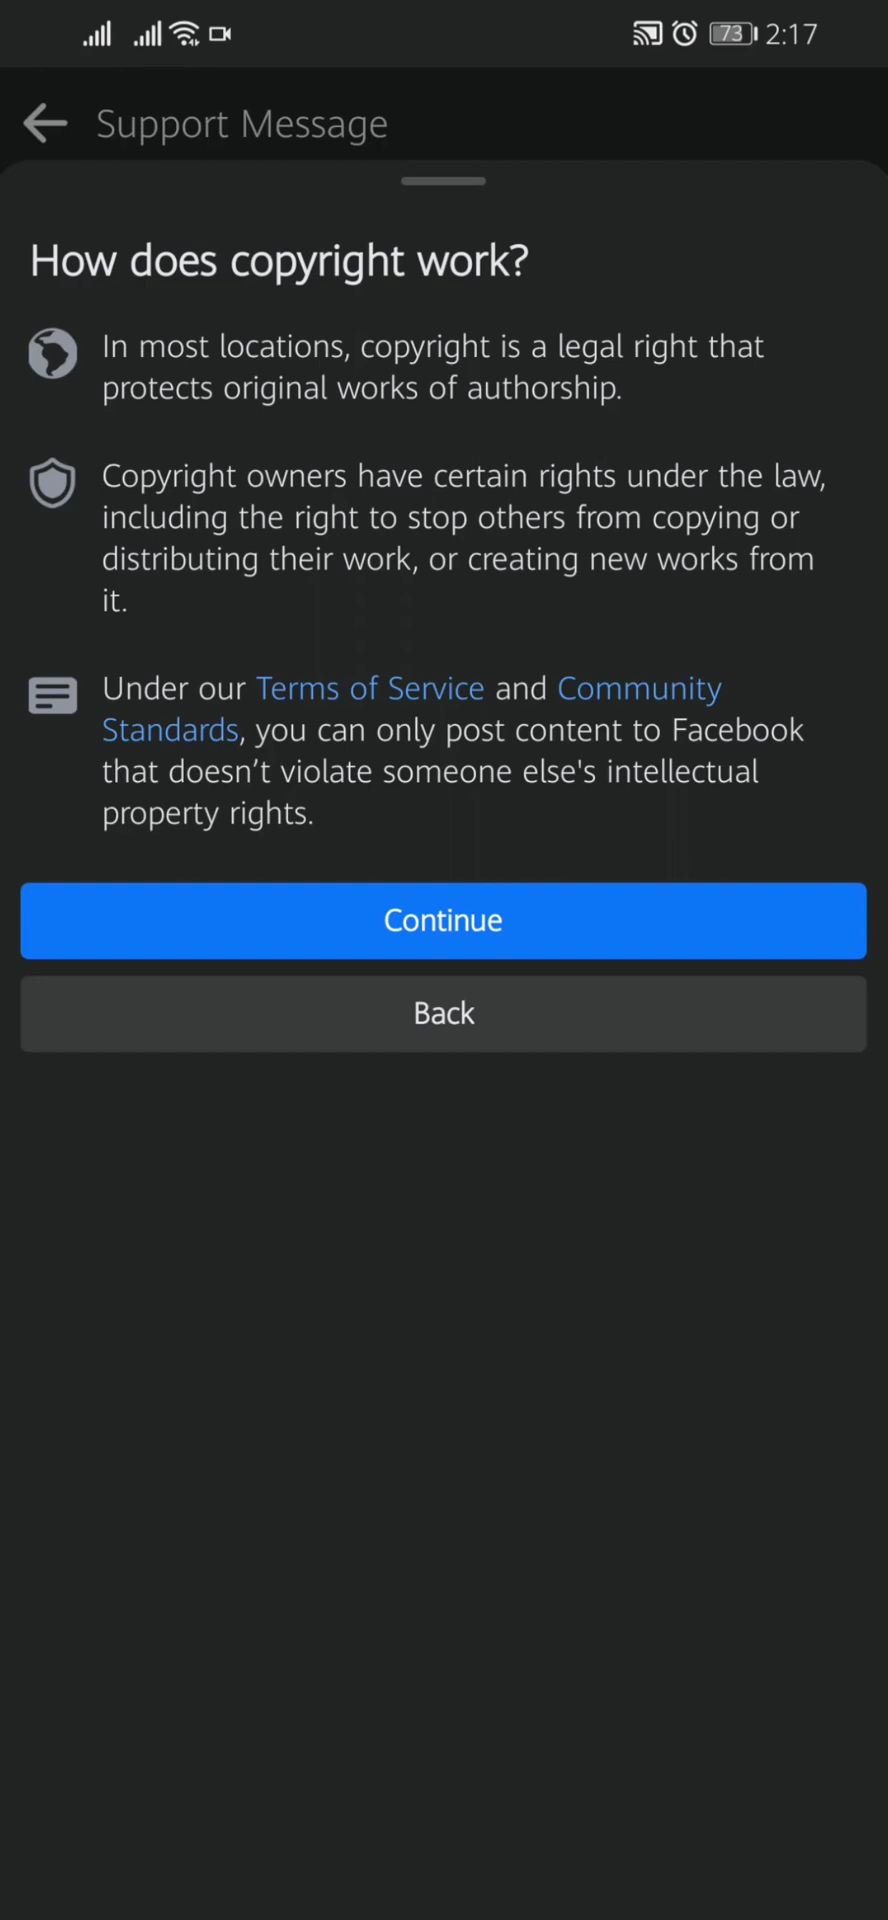 73 2:17
Support Message
How does copyright work?
In most locations, copyright is a legal right that
protects original works of authorship.
Copyright owners have certain rights under the law,
including the right to stop others from copying or
distributing their work, or creating new works from
it.
Under our Terms of Service and Community
Standards, you can only post content to Facebook
that doesn’t violate someone else's intellectual
property rights.
Continue
Back